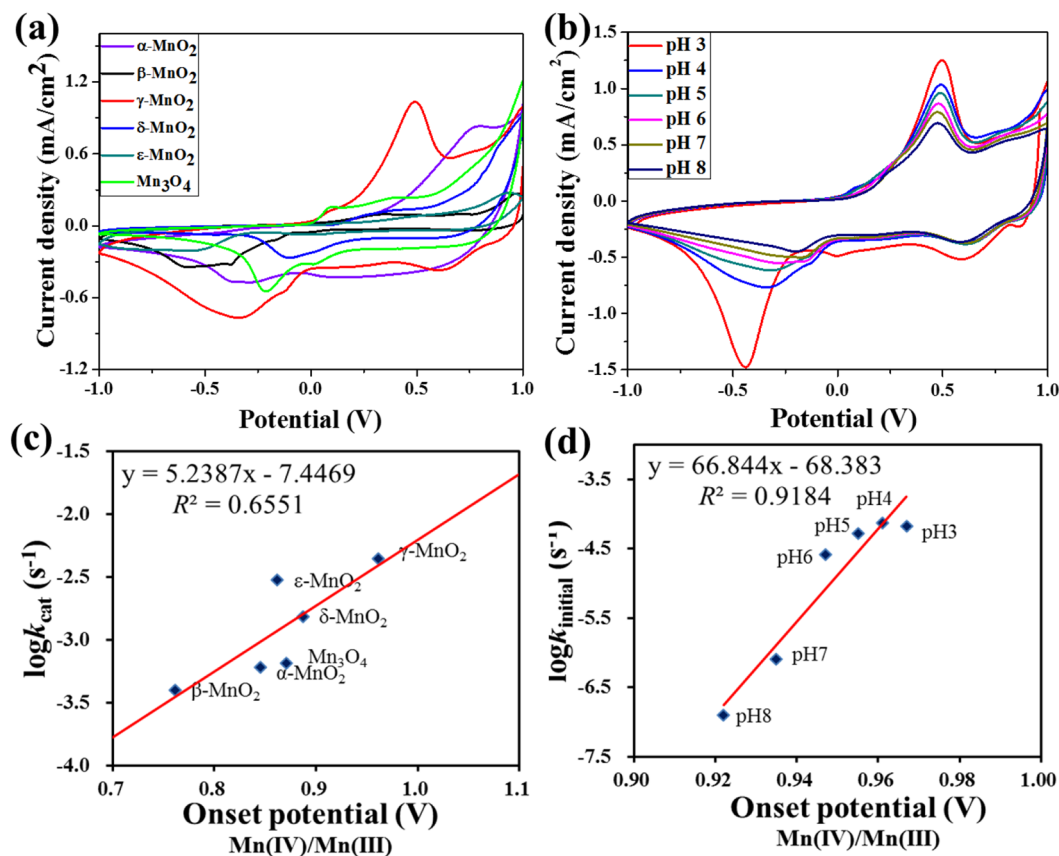 (a)
Current density (mA/cm²)
1.2
0.6
0.0
-0.6
-1.2
α-MnO₂
β-MnO₂
γ-MnO₂
δ-MnO₂
ε-MnO₂
Mn₃O₄
-1.0 -0.5 0.0 0.5 1.0
Potential (V)
(b)
Current density (mA/cm²)
1.5
1.0
0.5
0.0
-0.5
-1.0
-1.5
pH 3
pH 4
pH 5
pH 6
pH 7
pH 8
-1.0 -0.5 0.0 0.5 1.0
Potential (V)
(c)
logkcat (s⁻¹)
-1.5
-2.0
-2.5
-3.0
-3.5
-4.0
y = 5.2387x - 7.4469
R² = 0.6551
γ-MnO₂
ε-MnO₂
δ-MnO₂
Mn₃O₄
α-MnO₂
β-MnO₂
0.7 0.8 0.9 1.0 1.1
Onset potential (V)
Mn(IV)/Mn(III)
(d)
logkinitial (s⁻¹)
-3.5
-4.5
-5.5
-6.5
-7.5
y = 66.844x - 68.383
R² = 0.9184
pH4
pH5
pH3
pH6
pH7
pH8
0.90 0.92 0.94 0.96 0.98 1.00
Onset potential (V)
Mn(IV)/Mn(III)